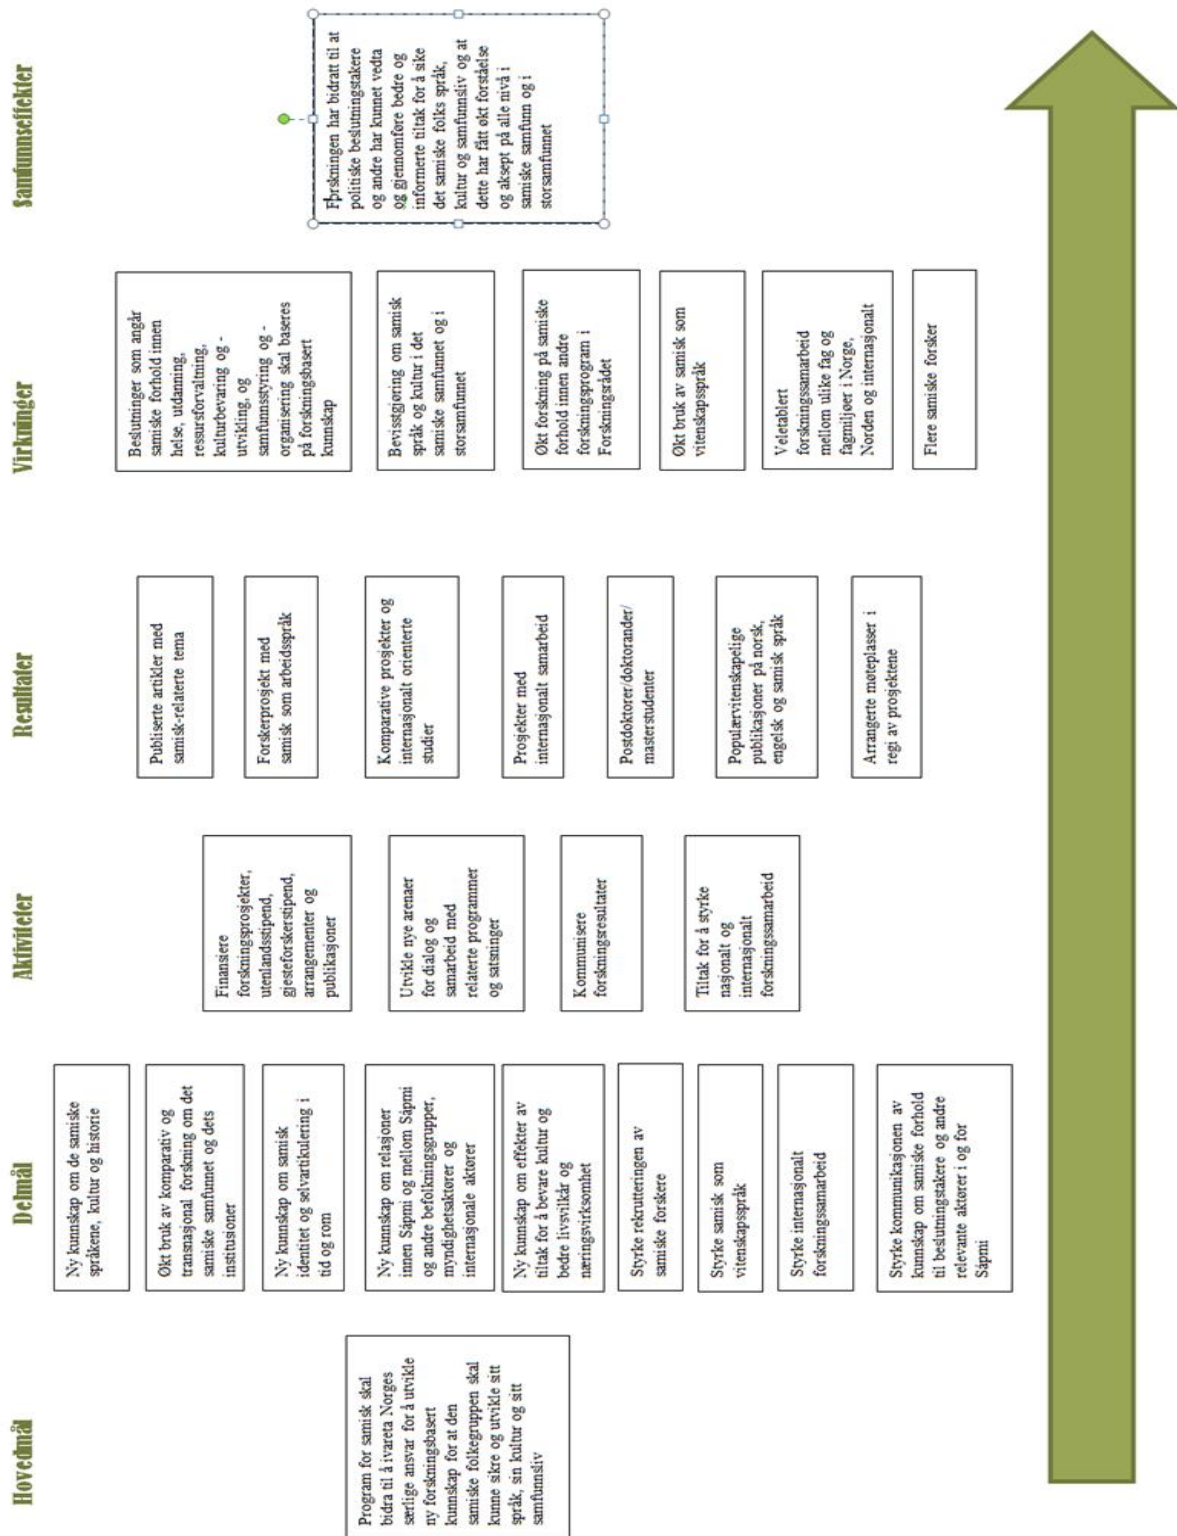 Hovedmål
Program for samisk skal
bidra til å ivareta Norges
særlige ansvar for å utvikle
ny forskningsbasert
kunnskap for at den
samiske folkegruppen skal
kunne sikre og utvikle sitt
språk, sin kultur og sitt
samfunnsliv
Delmål
Ny kunnskap om de samiske
språkene, kultur og historie
Økt bruk av komparativ og
transnasjonal forskning om det
samiske samfunnet og dets
institusjoner
Ny kunnskap om samisk
identitet og selvartikulering i
tid og rom
Ny kunnskap om relasjoner
innen Sápmi og mellom Sápmi
og andre befolkningsgrupper,
myndighetsaktører og
internasjonale aktører
Ny kunnskap om effekter av
tiltak for å bevare kultur og
bedre livsvilkår og
næringsvirksomhet
Styrke rekrutteringen av
samiske forskere
Styrke samisk som
vitenskapsspråk
Styrke internasjonalt
forskningssamarbeid
Styrke kommunikasjonen av
kunnskap om samiske forhold
til beslutningstakere og andre
relevante aktører i og for
Sápmi
Aktiviteter
Finansiere
forskningsprosjekter,
utenlandsstipend,
gjesteforskerstipend,
arrangementer og
publikasjoner
Utvikle nye arenaer
for dialog og
samarbeid med
relaterte programmer
og satsninger
Kommunisere
forskningsresultater
Tiltak for å styrke
nasjonalt og
internasjonalt
forskningssamarbeid
Resultater
Publiserte artikler med
samisk-relaterte tema
Forskerprosjekt med
samisk som arbeidsspråk
Komparative prosjekter og
internasjonalt orienterte
studier
Prosjekter med
internasjonalt samarbeid
Postdoktorer/doktorander/
masterstudenter
Populærvitenskapelige
publikasjoner på norsk,
engelsk og samisk språk
Arrangerte møteplasser i
regi av projektene
Virkninger
Beslutninger som angår
samiske forhold innen
helse, utdanning,
ressursforvaltning,
kulturbevaring og -
utvikling, og
samfunnsstyring og -
organisering skal baseres
på forskningsbasert
kunnskap
Bevisstgjøring om samisk
språk og kultur i det
samiske samfunnet og i
storsamfunnet
Økt forskning på samiske
forhold innen andre
forskningsprogram i
Forskningsrådet
Økt bruk av samisk som
vitenskapsspråk
Veletablert
forskningssamarbeid
mellom ulike fag og
fagmiljøer i Norge,
Norden og internasjonalt
Flere samiske forsker
Samfunnseffekter
Forskningen har bidratt til at
politiske beslutningstakere
og andre har kunnet vedta
og gjennomføre bedre og
informerte tiltak for å sike
det samiske folks språk,
kultur og samfunnsliv og at
dette har fått økt forståelse
og aksept på alle nivå i
samiske samfunn og i
storsamfunnet